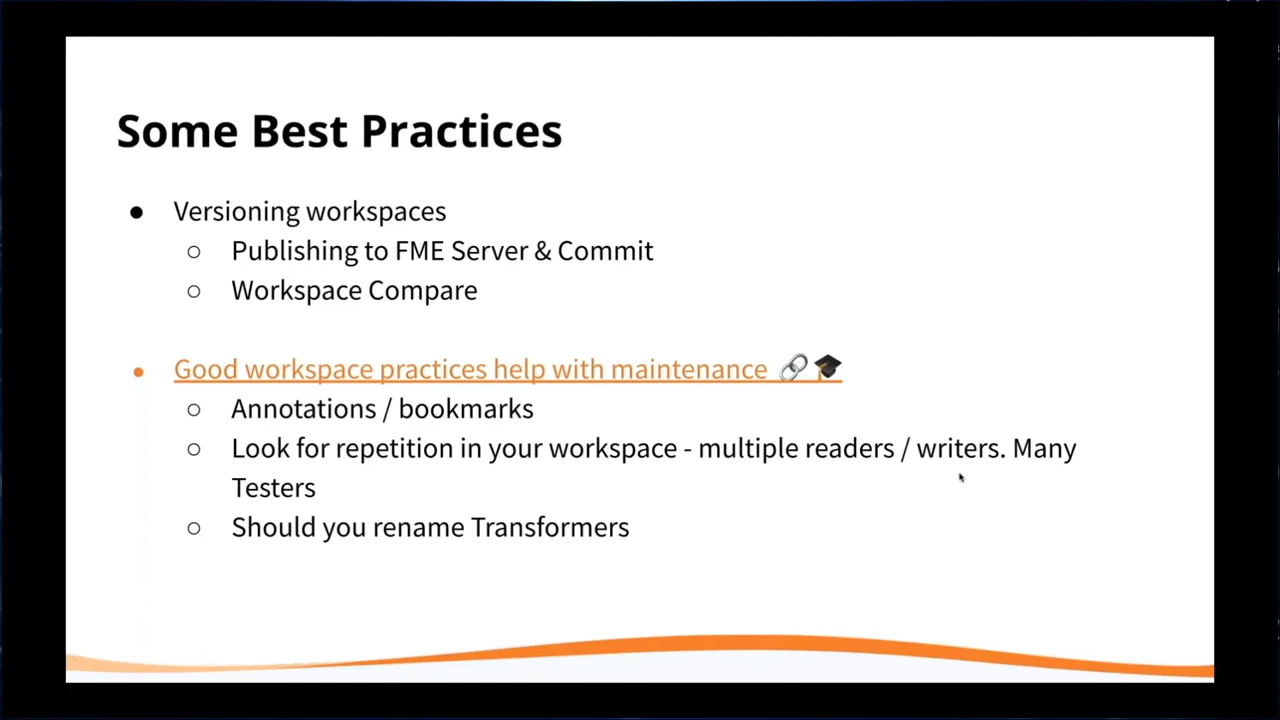 Some Best Practices
● Versioning workspaces
○ Publishing to FME Server & Commit
○ Workspace Compare
● Good workspace practices help with maintenance 🔗🎓
○ Annotations / bookmarks
○ Look for repetition in your workspace - multiple readers / writers. Many
Testers
○ Should you rename Transformers